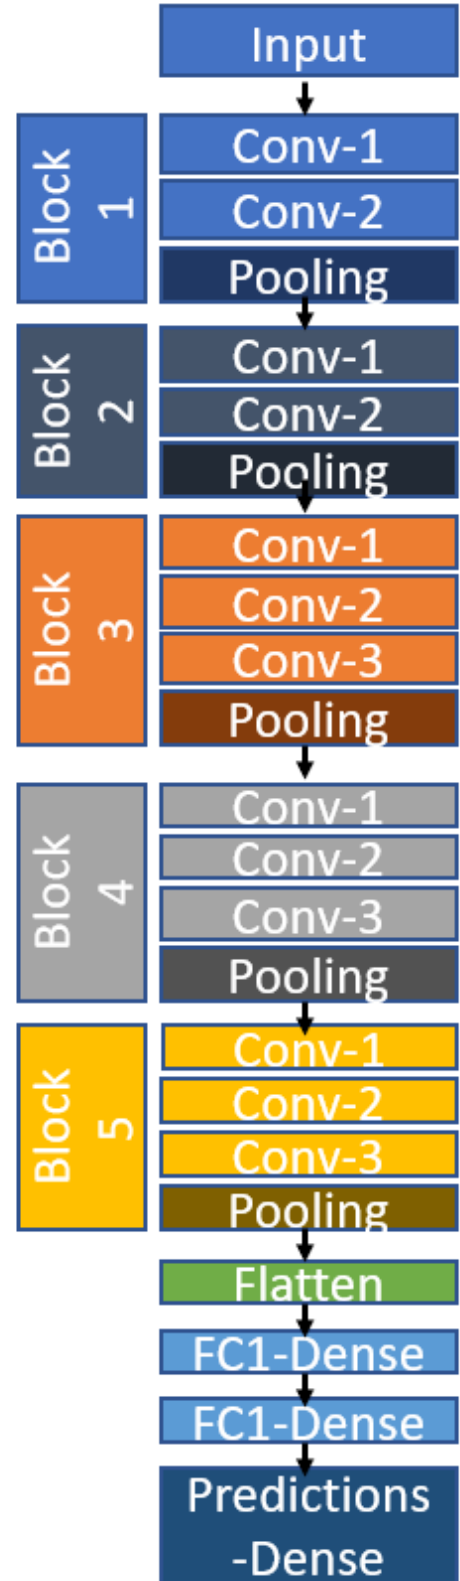 Input
Block
1
Conv-1
Conv-2
Pooling
Block
2
Conv-1
Conv-2
Pooling
Block
3
Conv-1
Conv-2
Conv-3
Pooling
Block
4
Conv-1
Conv-2
Conv-3
Pooling
Block
5
Conv-1
Conv-2
Conv-3
Pooling
Flatten
FC1-Dense
FC1-Dense
Predictions
-Dense